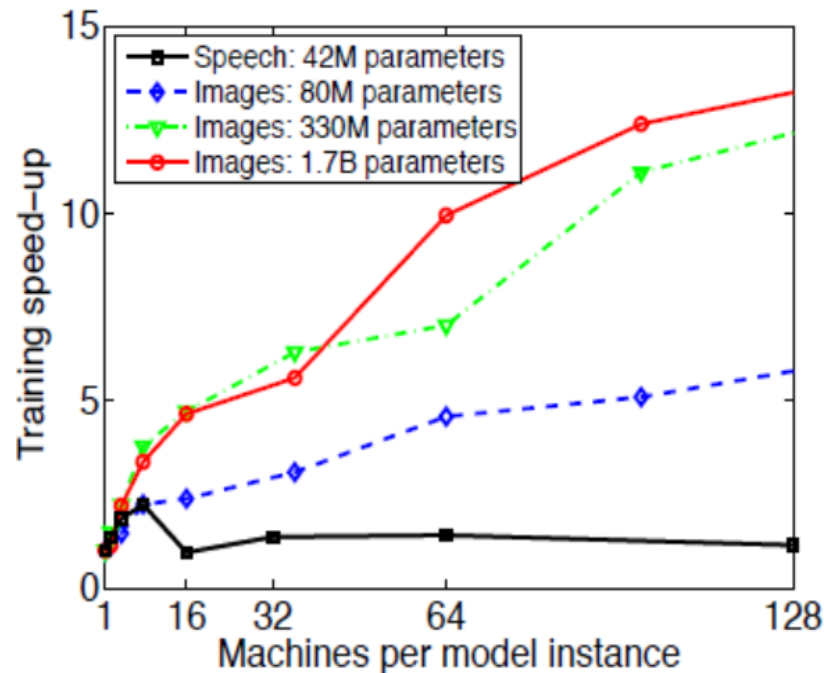 15
Speech: 42M parameters
Images: 80M parameters
Images: 330M parameters
Images: 1.7B parameters
10
Training speed-up
5
0
1 16 32 64 128
Machines per model instance